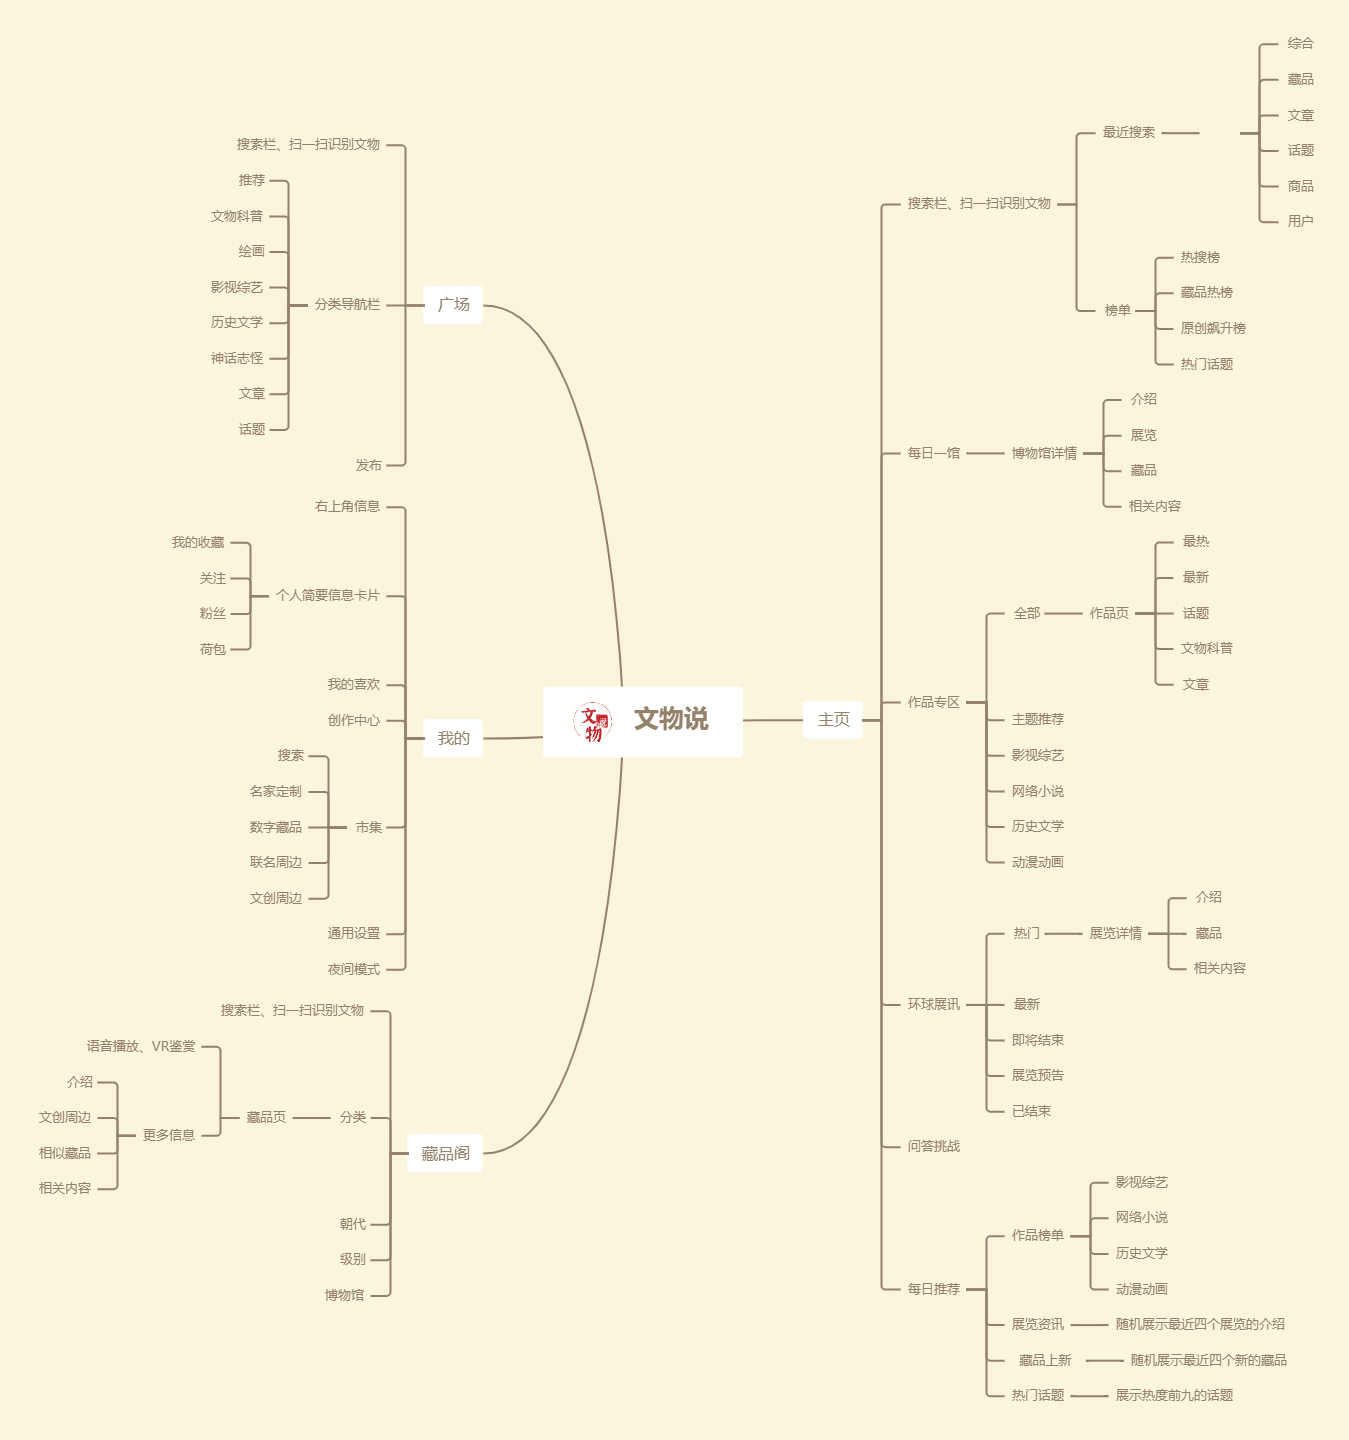 文物说
文物
主页
搜索栏、扫一扫识别文物
最近搜索
综合
藏品
文章
话题
商品
用户
榜单
热搜榜
藏品热榜
原创飙升榜
热门话题
每日一馆
博物馆详情
介绍
展览
藏品
相关内容
作品专区
全部
作品页
最热
最新
话题
文物科普
文章
主题推荐
影视综艺
网络小说
历史文学
动漫动画
环球展讯
热门
展览详情
介绍
藏品
相关内容
最新
即将结束
展览预告
已结束
问答挑战
每日推荐
作品榜单
影视综艺
网络小说
历史文学
动漫动画
展览资讯
随机展示最近四个展览的介绍
藏品上新
随机展示最近四个新的藏品
热门话题
展示热度前九的话题
广场
搜索栏、扫一扫识别文物
分类导航栏
推荐
文物科普
绘画
影视综艺
历史文学
神话志怪
文章
话题
发布
我的
右上角信息
个人简要信息卡片
我的收藏
关注
粉丝
荷包
我的喜欢
创作中心
市集
搜索
名家定制
数字藏品
联名周边
文创周边
通用设置
夜间模式
藏品阁
搜索栏、扫一扫识别文物
分类
藏品页
语音播放、VR鉴赏
更多信息
介绍
文创周边
相似藏品
相关内容
朝代
级别
博物馆